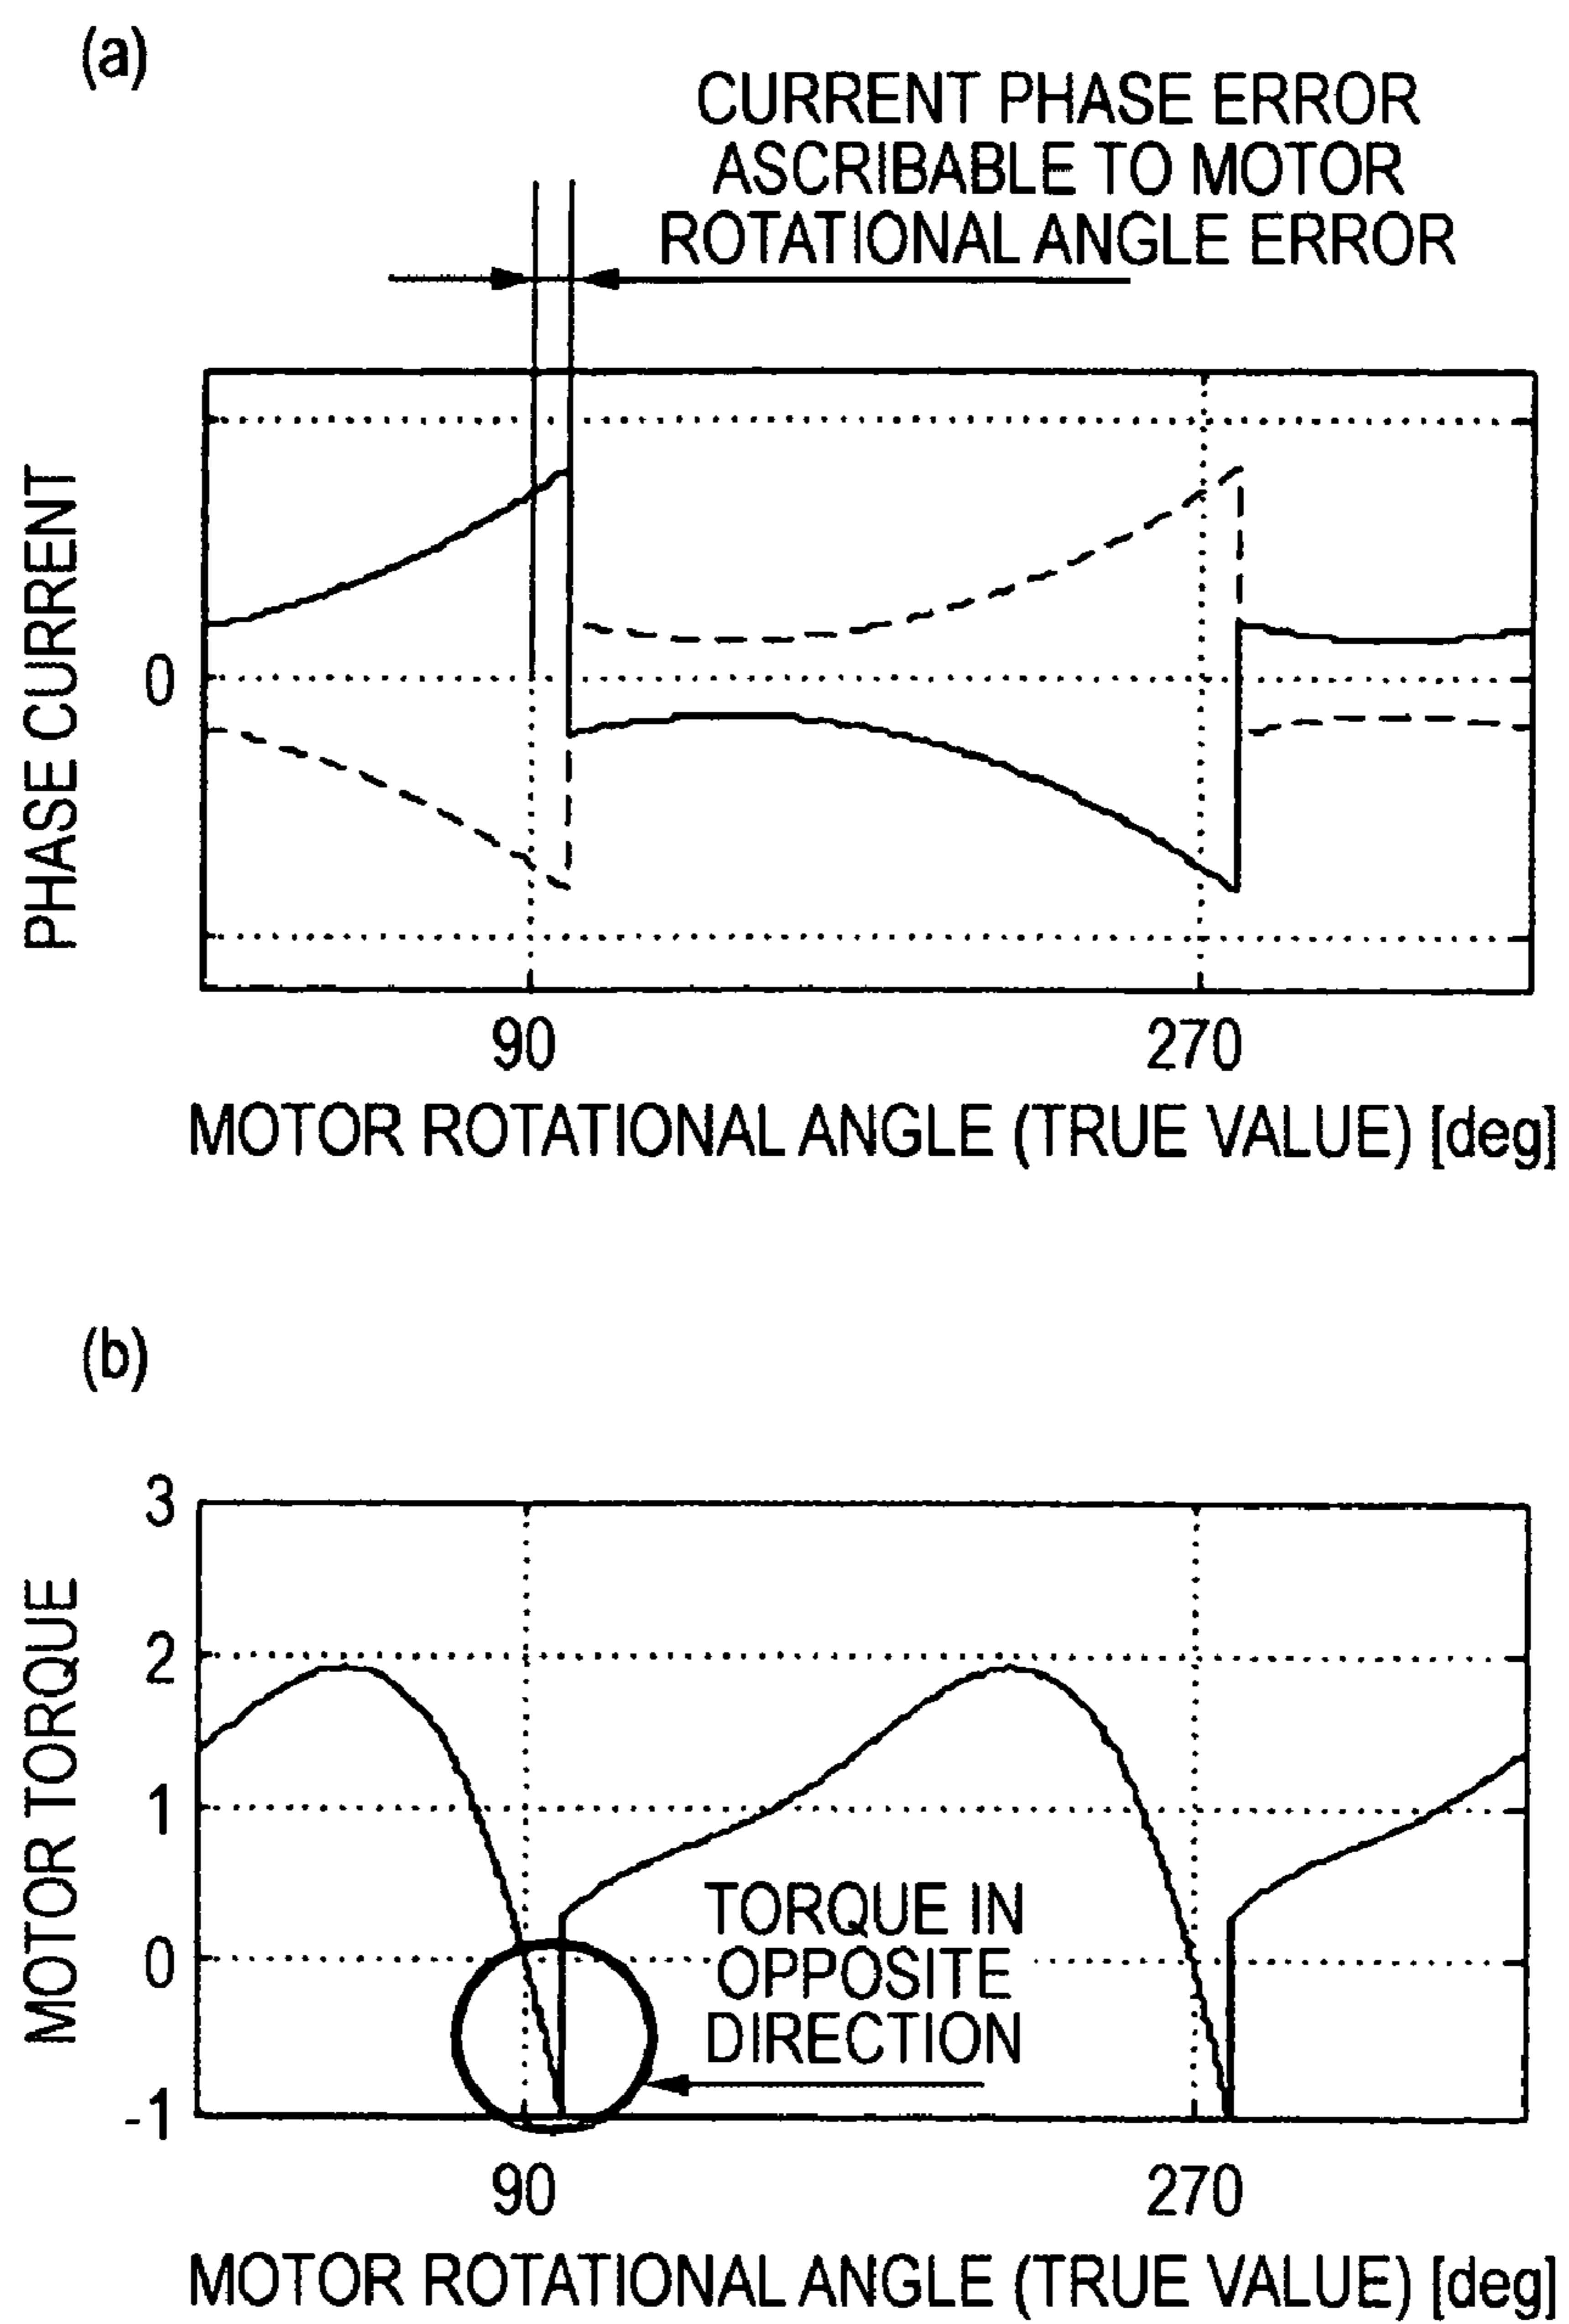 (a)
CURRENT PHASE ERROR
ASCRIBABLE TO MOTOR
ROTATIONAL ANGLE ERROR
PHASE CURRENT
0
90
270
MOTOR ROTATIONAL ANGLE (TRUE VALUE) [deg]
(b)
MOTOR TORQUE
3
2
1
0
-1
TORQUE IN
OPPOSITE
DIRECTION
90
270
MOTOR ROTATIONAL ANGLE (TRUE VALUE) [deg]